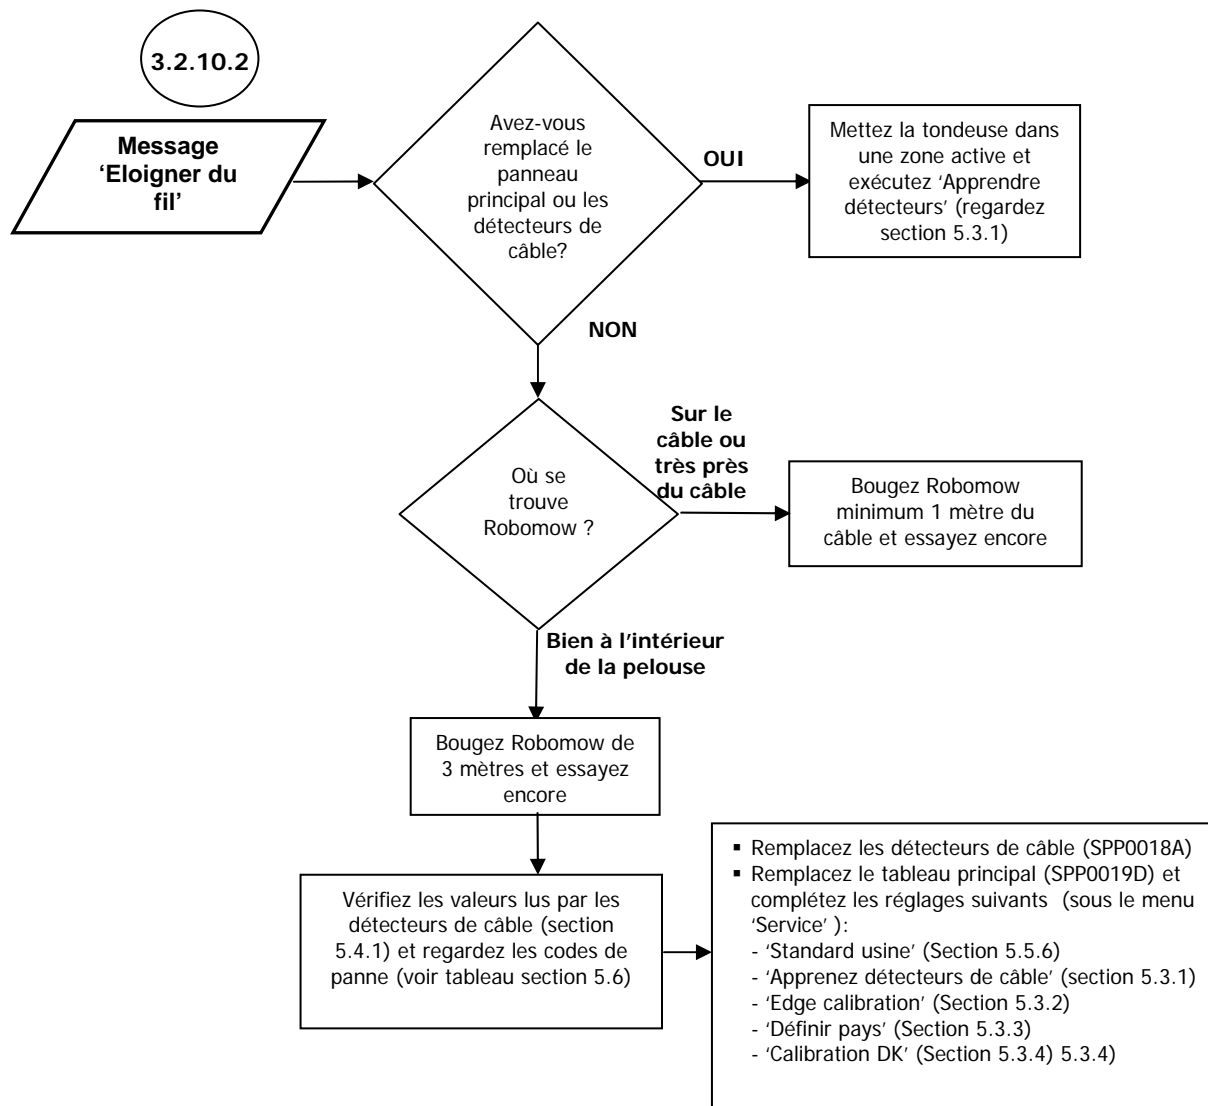 3.2.10.2
Message
‘Eloigner du
fil’
Avez-vous
remplacé le
panneau
principal ou les
détecteurs de
câble?
OUI
Mettez la tondeuse dans
une zone active et
exécutez ‘Apprendre
détecteurs’ (regardez
section 5.3.1)
NON
Où se
trouve
Robomow ?
Sur le
câble ou
très près
du câble
Bougez Robomow
minimum 1 mètre du
câble et essayez encore
Bien à l’intérieur
de la pelouse
Bougez Robomow de
3 mètres et essayez
encore
Vérifiez les valeurs lus par les
détecteurs de câble (section
5.4.1) et regardez les codes de
panne (voir tableau section 5.6)
▪ Remplacez les détecteurs de câble (SPP0018A)
▪ Remplacez le tableau principal (SPP0019D) et
complétez les réglages suivants (sous le menu
‘Service’ ):
- ‘Standard usine’ (Section 5.5.6)
- ‘Apprenez détecteurs de câble’ (section 5.3.1)
- ‘Edge calibration’ (Section 5.3.2)
- ‘Définir pays’ (Section 5.3.3)
- ‘Calibration DK’ (Section 5.3.4) 5.3.4)